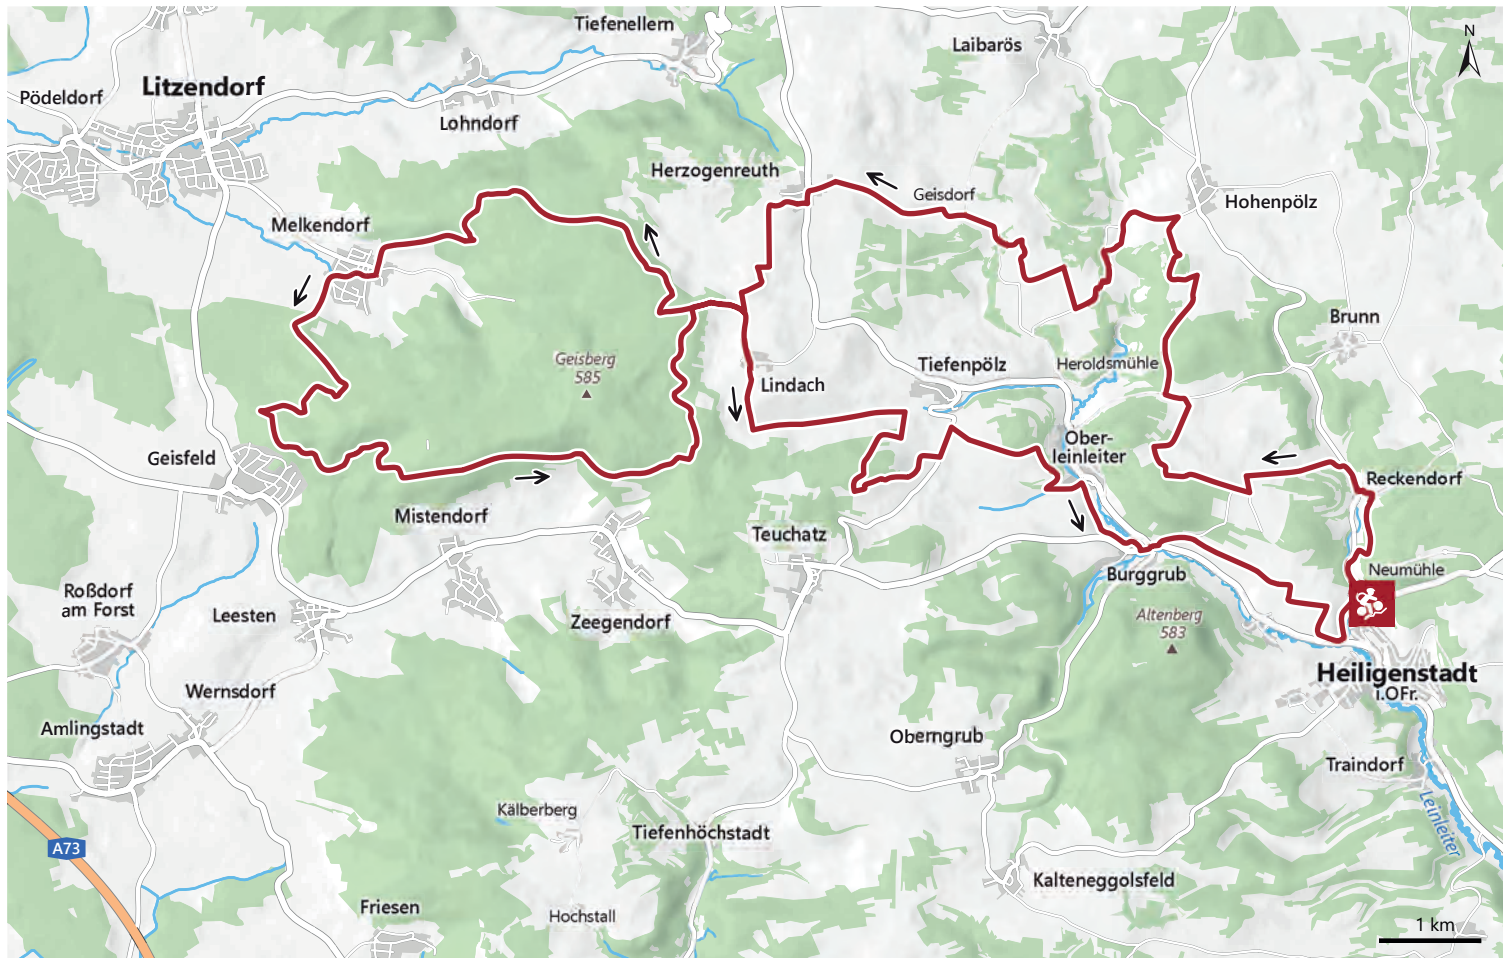 Tiefenellern
Laibarös
N
Litzendorf
Pödeldorf
Lohndorf
Herzogenreuth
Geisdorf
Hohenpölz
Melkendorf
Brunn
Geisberg
585
Tiefenpölz
Heroldsmühle
Lindach
Ober-
leinleiter
Geisfeld
Reckendorf
Mistendorf
Teuchatz
Neumühle
Burggrub
Roßdorf
am Forst
Leesten
Zeegendorf
Altenberg
583
Heiligenstadt
i.OFr.
Wernsdorf
Amlingstadt
Oberngrub
Traindorf
Kälberberg
Tiefenhöchstadt
Leinleiter
A73
Kalteneggolsfeld
Friesen
Hochstall
1 km